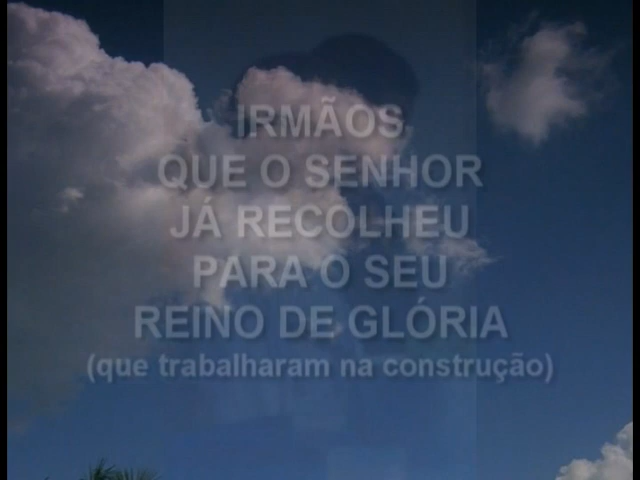 IRMÃOS
QUE O SENHOR
JÁ RECOLHEU
PARA O SEU
REINO DE GLÓRIA
(que trabalharam na construção)